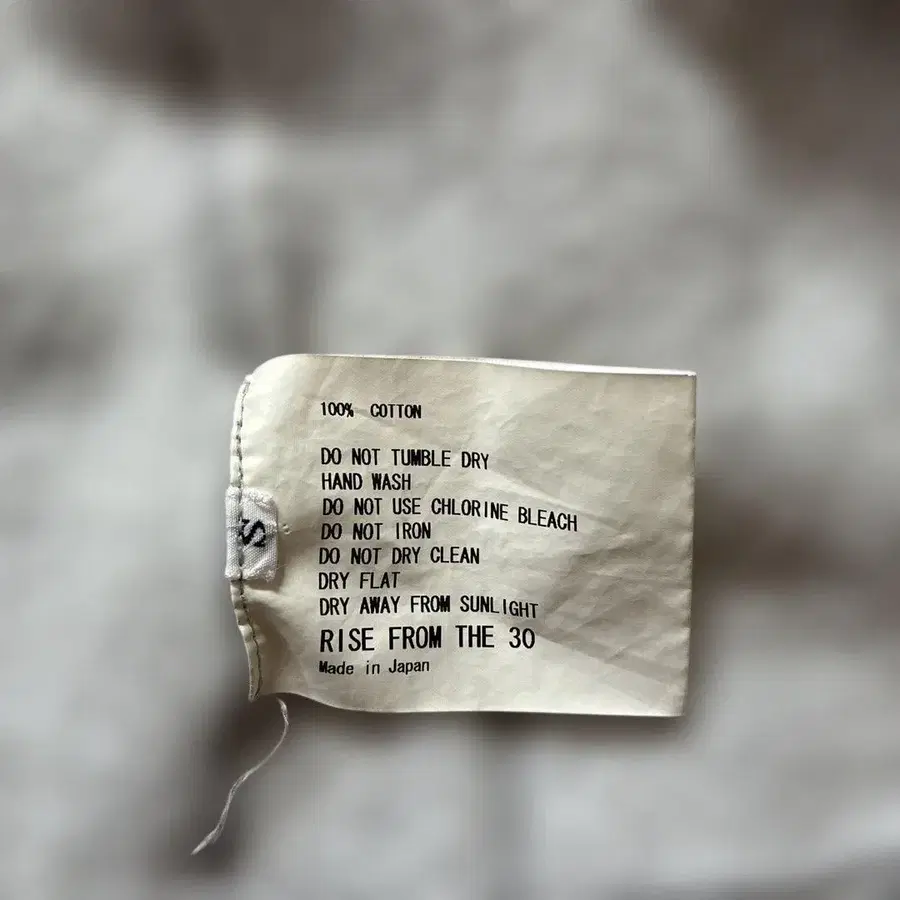 100% COTTON
DO NOT TUMBLE DRY
HAND WASH
DO NOT USE CHLORINE BLEACH
DO NOT IRON
DO NOT DRY CLEAN
DRY FLAT
DRY AWAY FROM SUNLIGHT
RISE FROM THE 30
Made in Japan
S